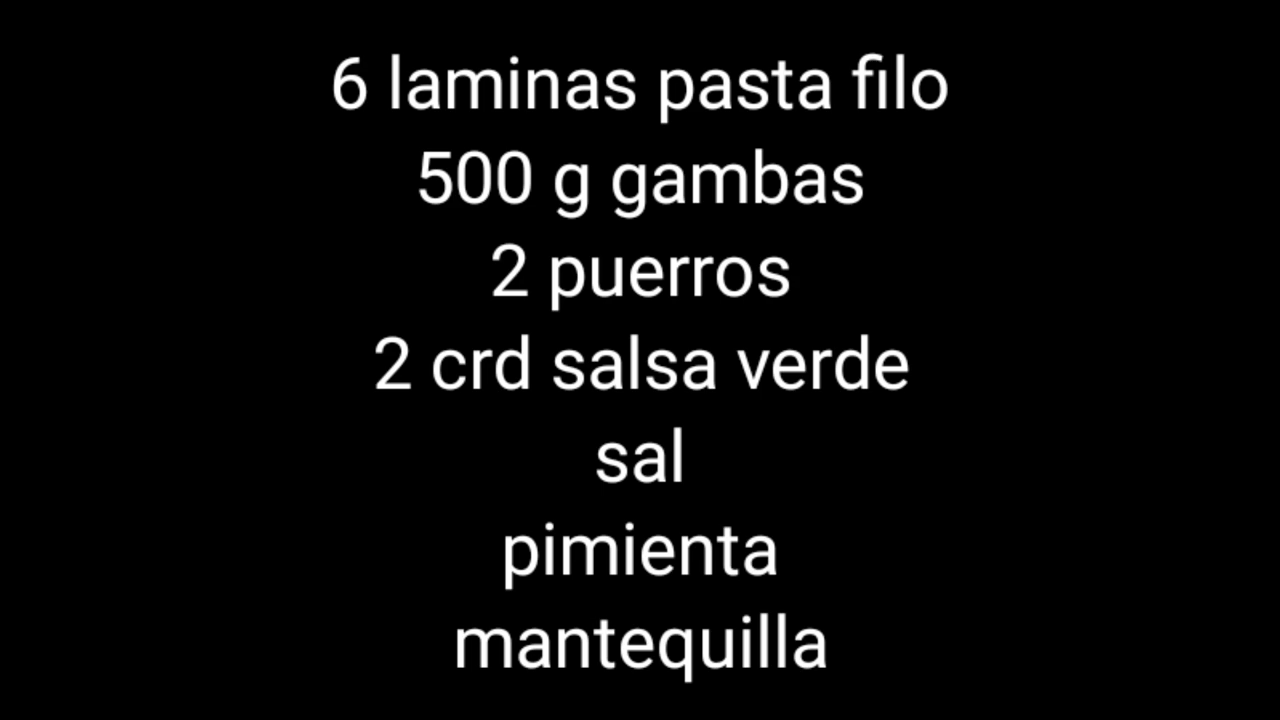 6 laminas pasta filo
500 g gambas
2 puerros
2 crd salsa verde
sal
pimienta
mantequilla